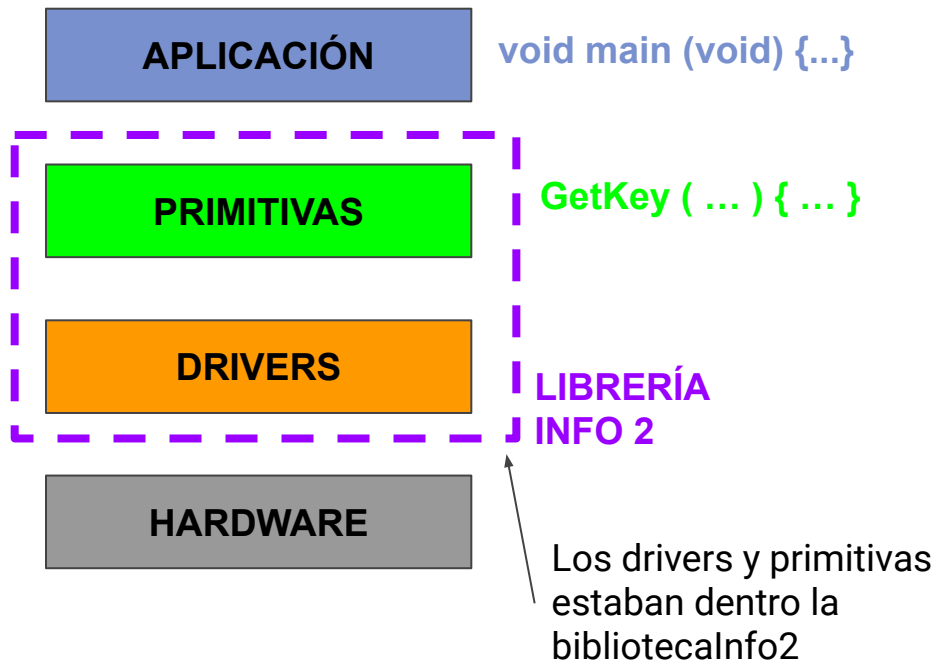 APLICACIÓN
void main (void) {...}
PRIMITIVAS
GetKey ( … ) { … }
DRIVERS
LIBRERÍA
INFO 2
HARDWARE
Los drivers y primitivas
estaban dentro la
bibliotecaInfo2